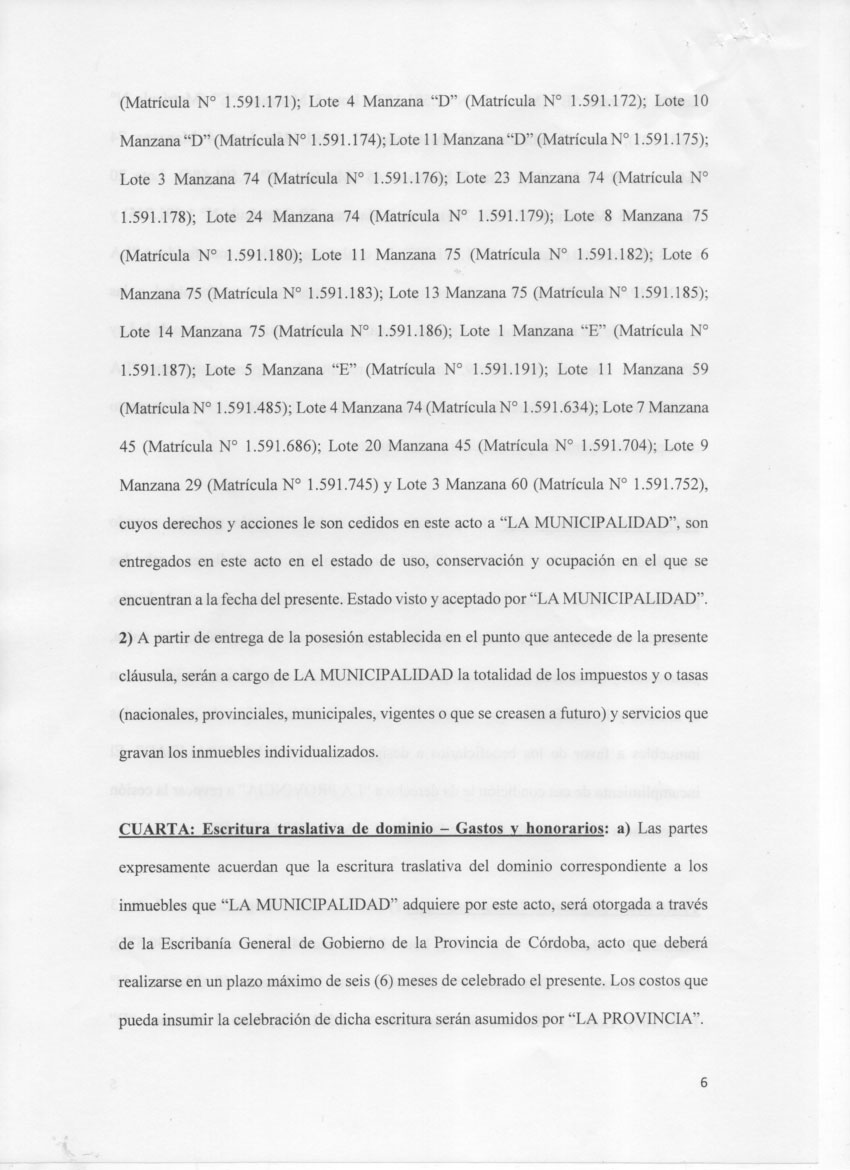 (Matrícula N° 1.591.171); Lote 4 Manzana “D” (Matrícula N° 1.591.172); Lote 10
Manzana “D” (Matrícula N° 1.591.174); Lote 11 Manzana “D” (Matrícula N° 1.591.175);
Lote 3 Manzana 74 (Matrícula N° 1.591.176); Lote 23 Manzana 74 (Matrícula N°
1.591.178); Lote 24 Manzana 74 (Matrícula N° 1.591.179); Lote 8 Manzana 75
(Matrícula N° 1.591.180); Lote 11 Manzana 75 (Matrícula N° 1.591.182); Lote 6
Manzana 75 (Matrícula N° 1.591.183); Lote 13 Manzana 75 (Matrícula N° 1.591.185);
Lote 14 Manzana 75 (Matrícula N° 1.591.186); Lote 1 Manzana “E” (Matrícula N°
1.591.187); Lote 5 Manzana “E” (Matrícula N° 1.591.191); Lote 11 Manzana 59
(Matrícula N° 1.591.485); Lote 4 Manzana 74 (Matrícula N° 1.591.634); Lote 7 Manzana
45 (Matrícula N° 1.591.686); Lote 20 Manzana 45 (Matrícula N° 1.591.704); Lote 9
Manzana 29 (Matrícula N° 1.591.745) y Lote 3 Manzana 60 (Matrícula N° 1.591.752),
cuyos derechos y acciones le son cedidos en este acto a “LA MUNICIPALIDAD”, son
entregados en este acto en el estado de uso, conservación y ocupación en el que se
encuentran a la fecha del presente. Estado visto y aceptado por “LA MUNICIPALIDAD”.
2) A partir de entrega de la posesión establecida en el punto que antecede de la presente
cláusula, serán a cargo de LA MUNICIPALIDAD la totalidad de los impuestos y o tasas
(nacionales, provinciales, municipales, vigentes o que se creasen a futuro) y servicios que
gravan los inmuebles individualizados.
CUARTA: Escritura traslativa de dominio – Gastos y honorarios: a) Las partes
expresamente acuerdan que la escritura traslativa del dominio correspondiente a los
inmuebles que “LA MUNICIPALIDAD” adquiere por este acto, será otorgada a través
de la Escribanía General de Gobierno de la Provincia de Córdoba, acto que deberá
realizarse en un plazo máximo de seis (6) meses de celebrado el presente. Los costos que
pueda insumir la celebración de dicha escritura serán asumidos por “LA PROVINCIA”.
6